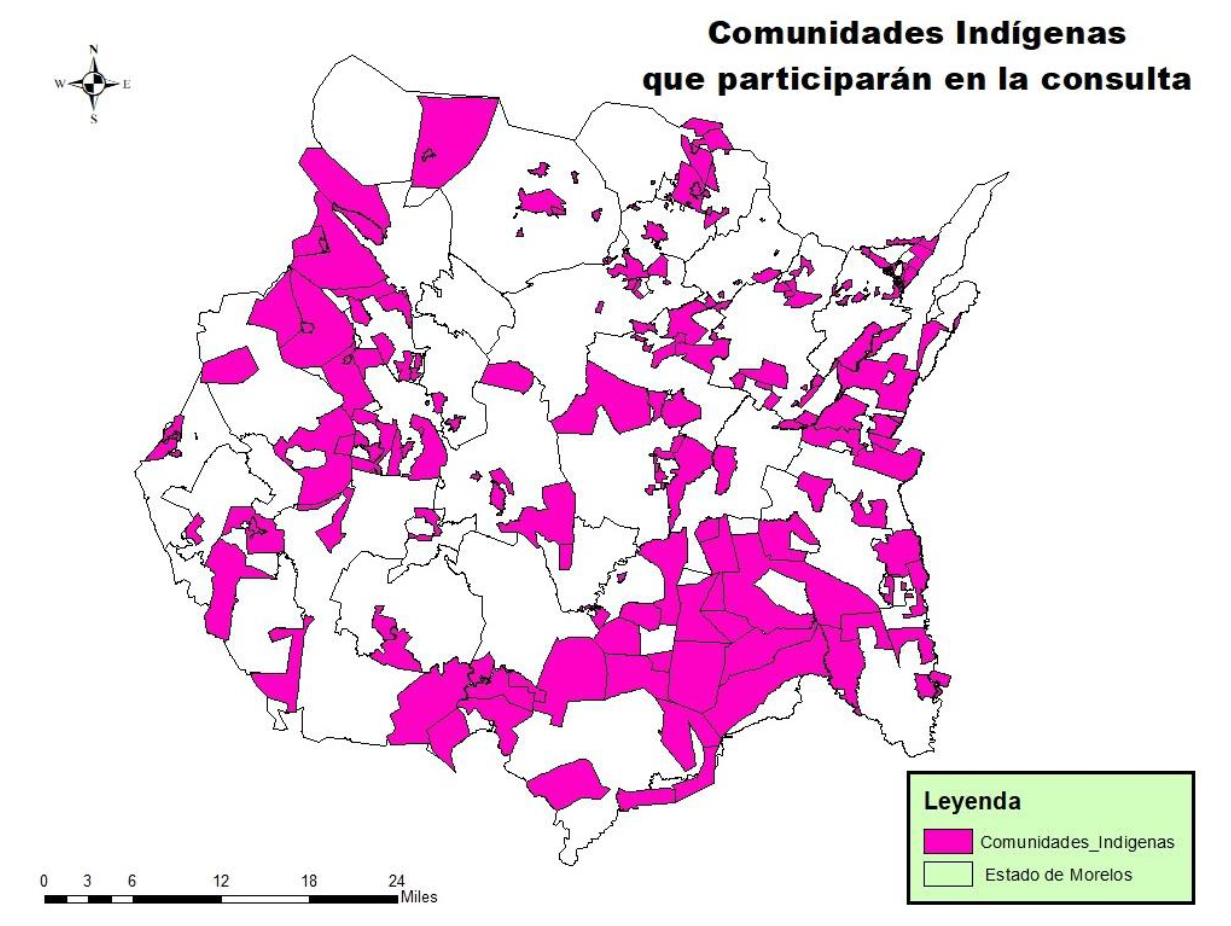 Comunidades Indígenas
que participarán en la consulta
N
W E
S
Leyenda
Comunidades_Indigenas
Estado de Morelos
0 3 6 12 18 24
Miles